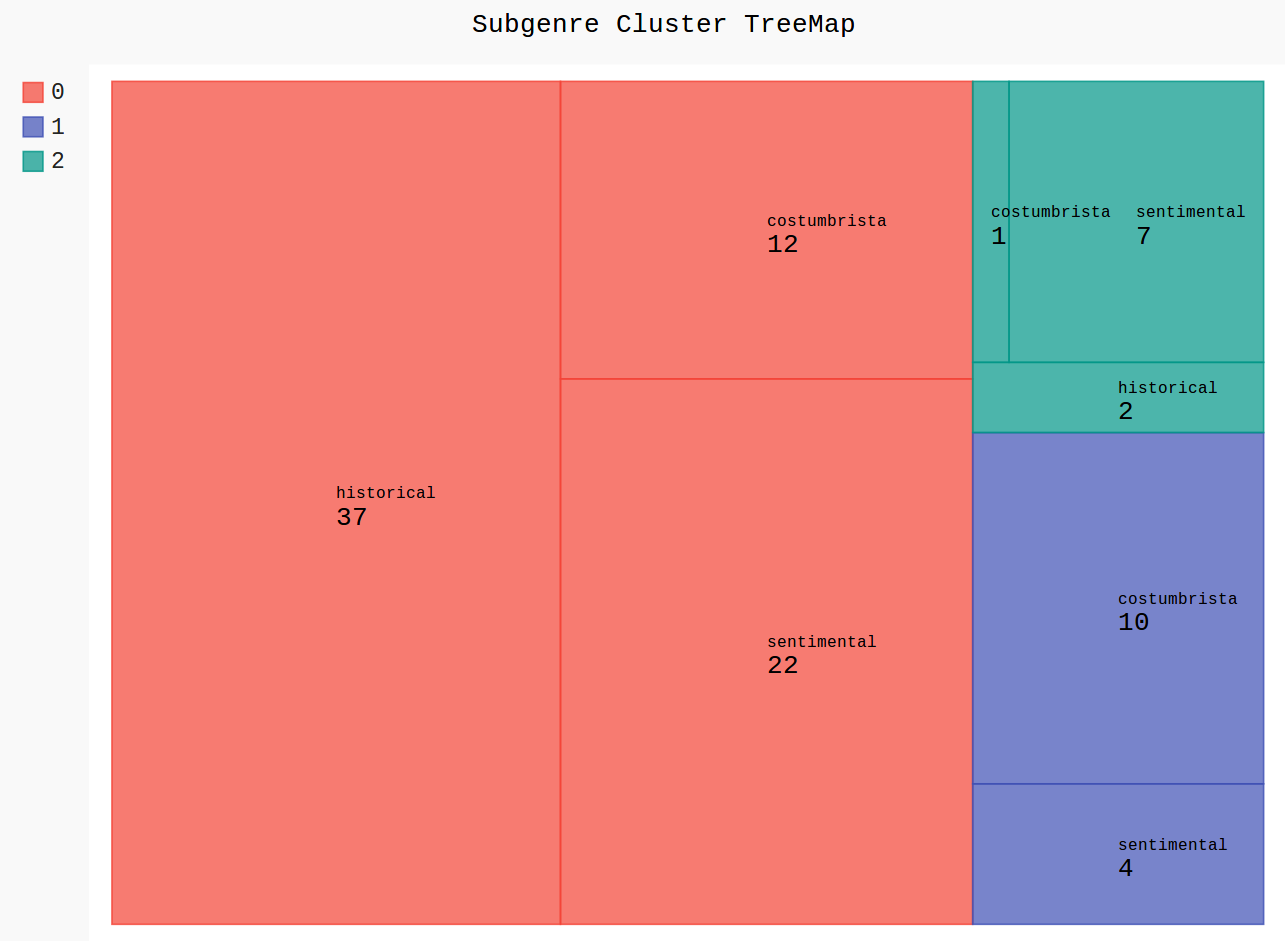 Subgenre Cluster TreeMap
0
1
2
historical
37
costumbrista
12
sentimental
22
costumbrista
1
sentimental
7
historical
2
costumbrista
10
sentimental
4